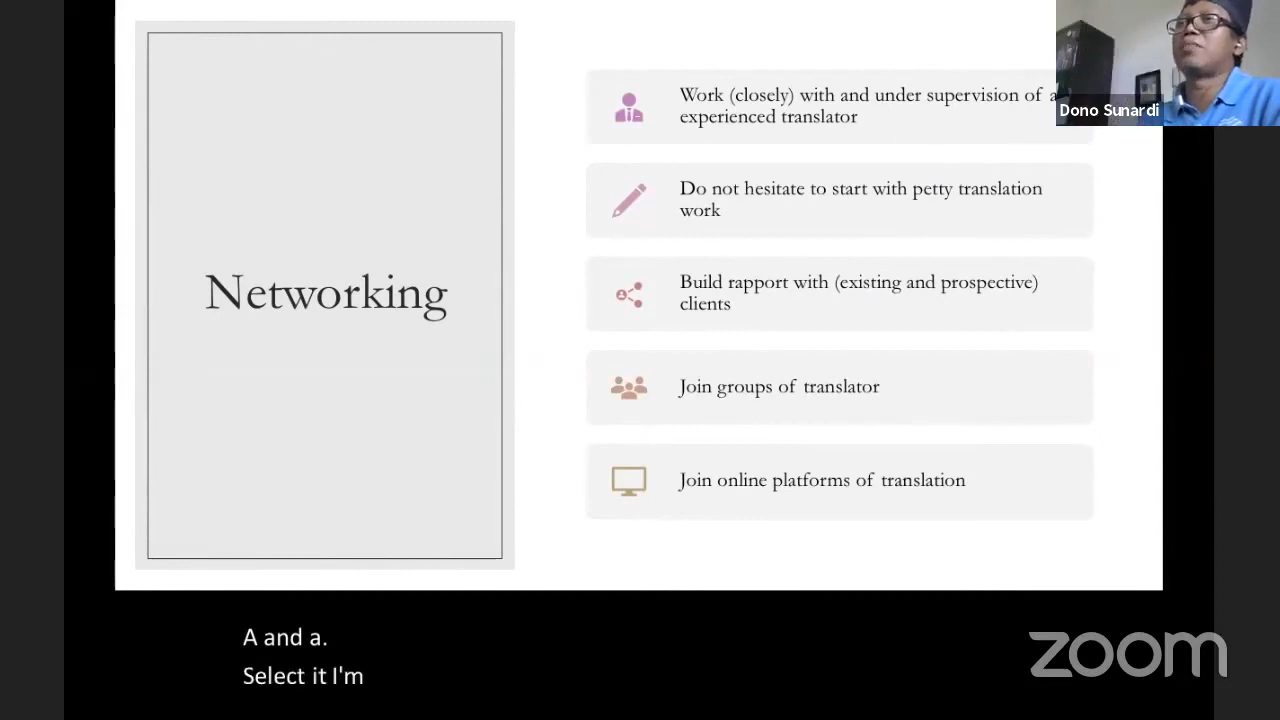 Networking
Work (closely) with and under supervision of
experienced translator
Do not hesitate to start with petty translation
work
Build rapport with (existing and prospective)
clients
Join groups of translator
Join online platforms of translation
Dono Sunardi
A and a.
Select it I'm
zoom